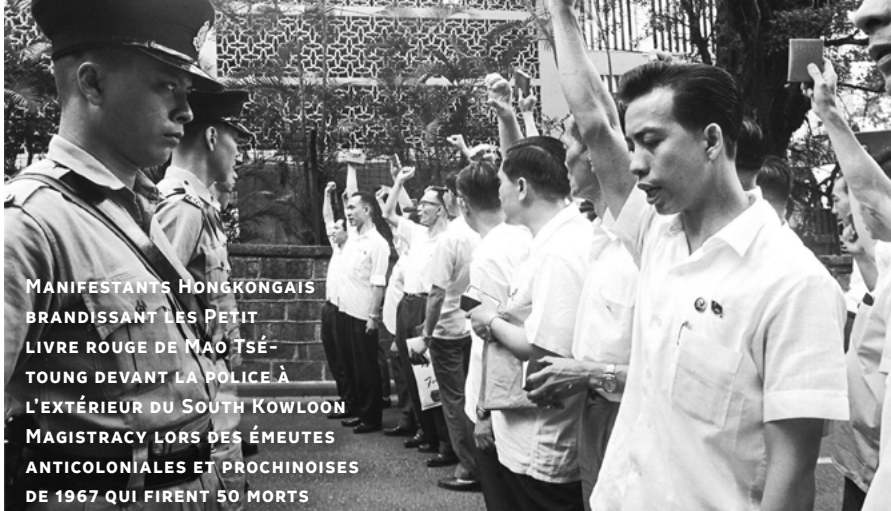 Manifestants Hongkongais
brandissant les Petit
livre rouge de Mao Tsé-
toung devant la police à
l'extérieur du South Kowloon
Magistracy lors des émeutes
anticoloniales et prochinoises
de 1967 qui firent 50 morts